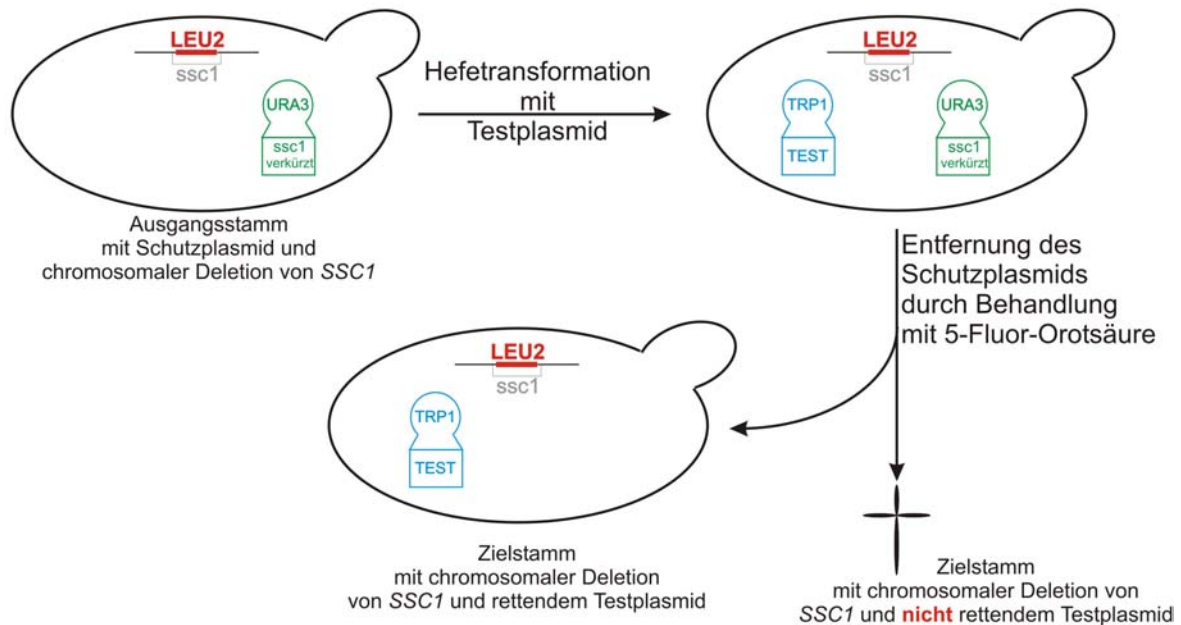 LEU2
ssc1
URA3
ssc1
verkürzt
Ausgangsstamm
mit Schutzplasmid und
chromosomaler Deletion von SSC1
Hefetransformation
mit
Testplasmid
LEU2
ssc1
TRP1
TEST
URA3
ssc1
verkürzt
Entfernung des
Schutzplasmids
durch Behandlung
mit 5-Fluor-Orotsäure
LEU2
ssc1
TRP1
TEST
Zielstamm
mit chromosomaler Deletion
von SSC1 und rettendem Testplasmid
Zielstamm
mit chromosomaler Deletion von
SSC1 und nicht rettendem Testplasmid